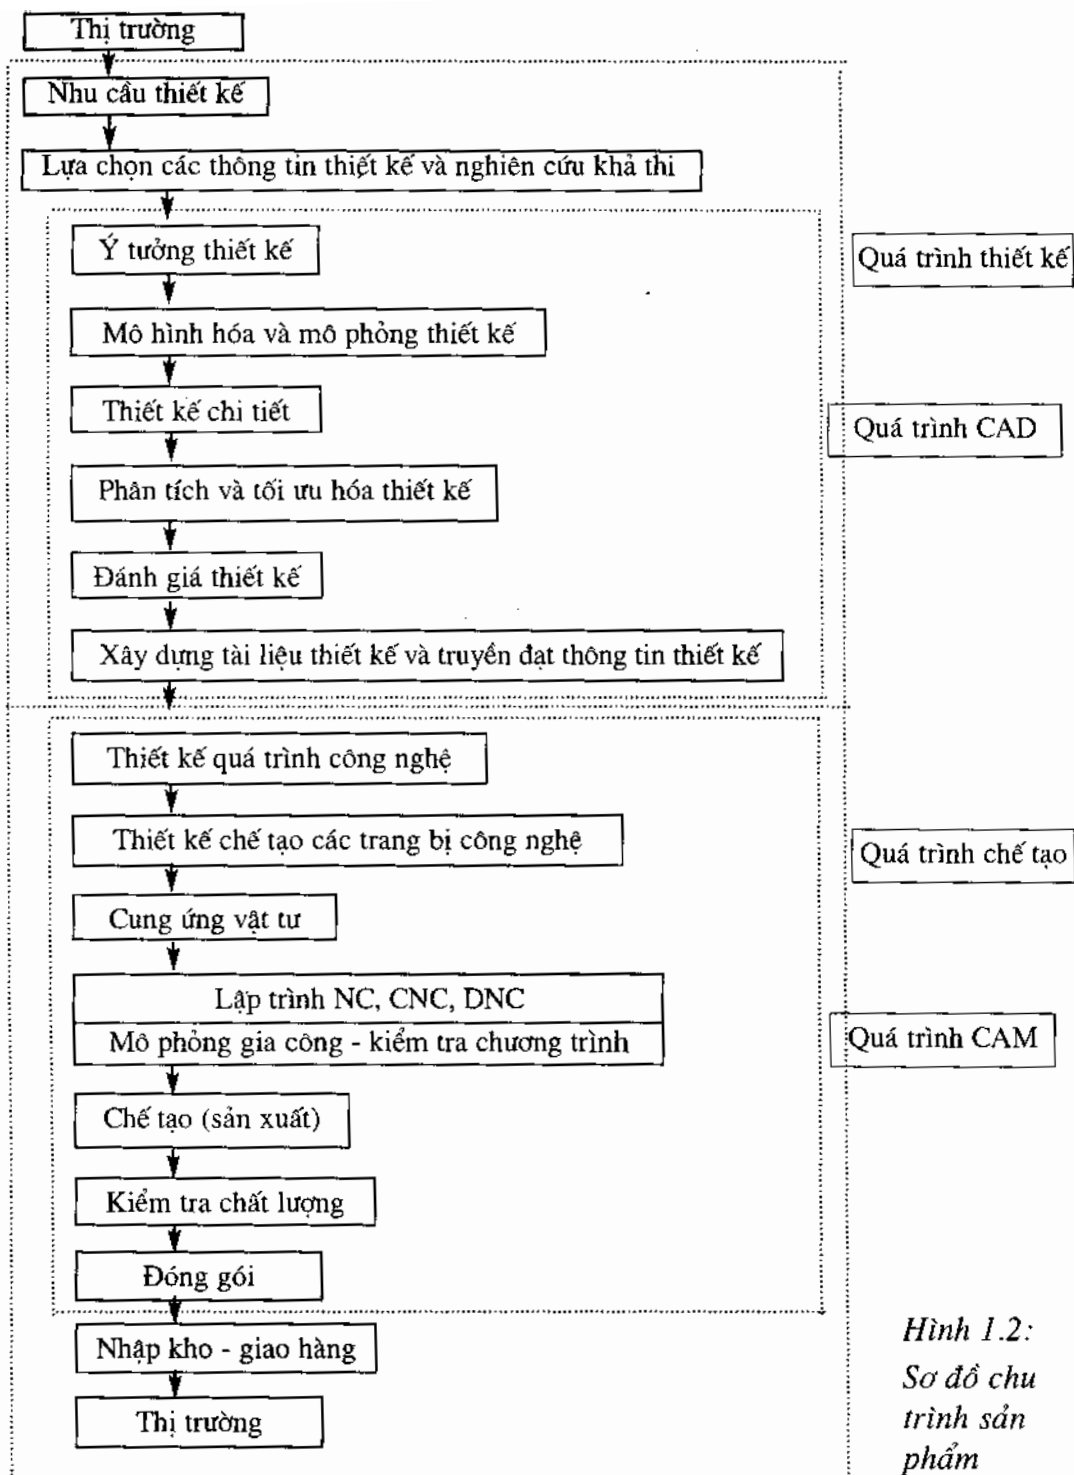 Thị trường
Nhu cầu thiết kế
Lựa chọn các thông tin thiết kế và nghiên cứu khả thi
Ý tưởng thiết kế
Quá trình thiết kế
Mô hình hóa và mô phỏng thiết kế
Thiết kế chi tiết
Quá trình CAD
Phân tích và tối ưu hóa thiết kế
Đánh giá thiết kế
Xây dựng tài liệu thiết kế và truyền đạt thông tin thiết kế
Thiết kế quá trình công nghệ
Thiết kế chế tạo các trang bị công nghệ
Quá trình chế tạo
Cung ứng vật tư
Lập trình NC, CNC, DNC
Mô phỏng gia công - kiểm tra chương trình
Quá trình CAM
Chế tạo (sản xuất)
Kiểm tra chất lượng
Đóng gói
Nhập kho - giao hàng
Thị trường
Hình 1.2:
Sơ đồ chu
trình sản
phẩm